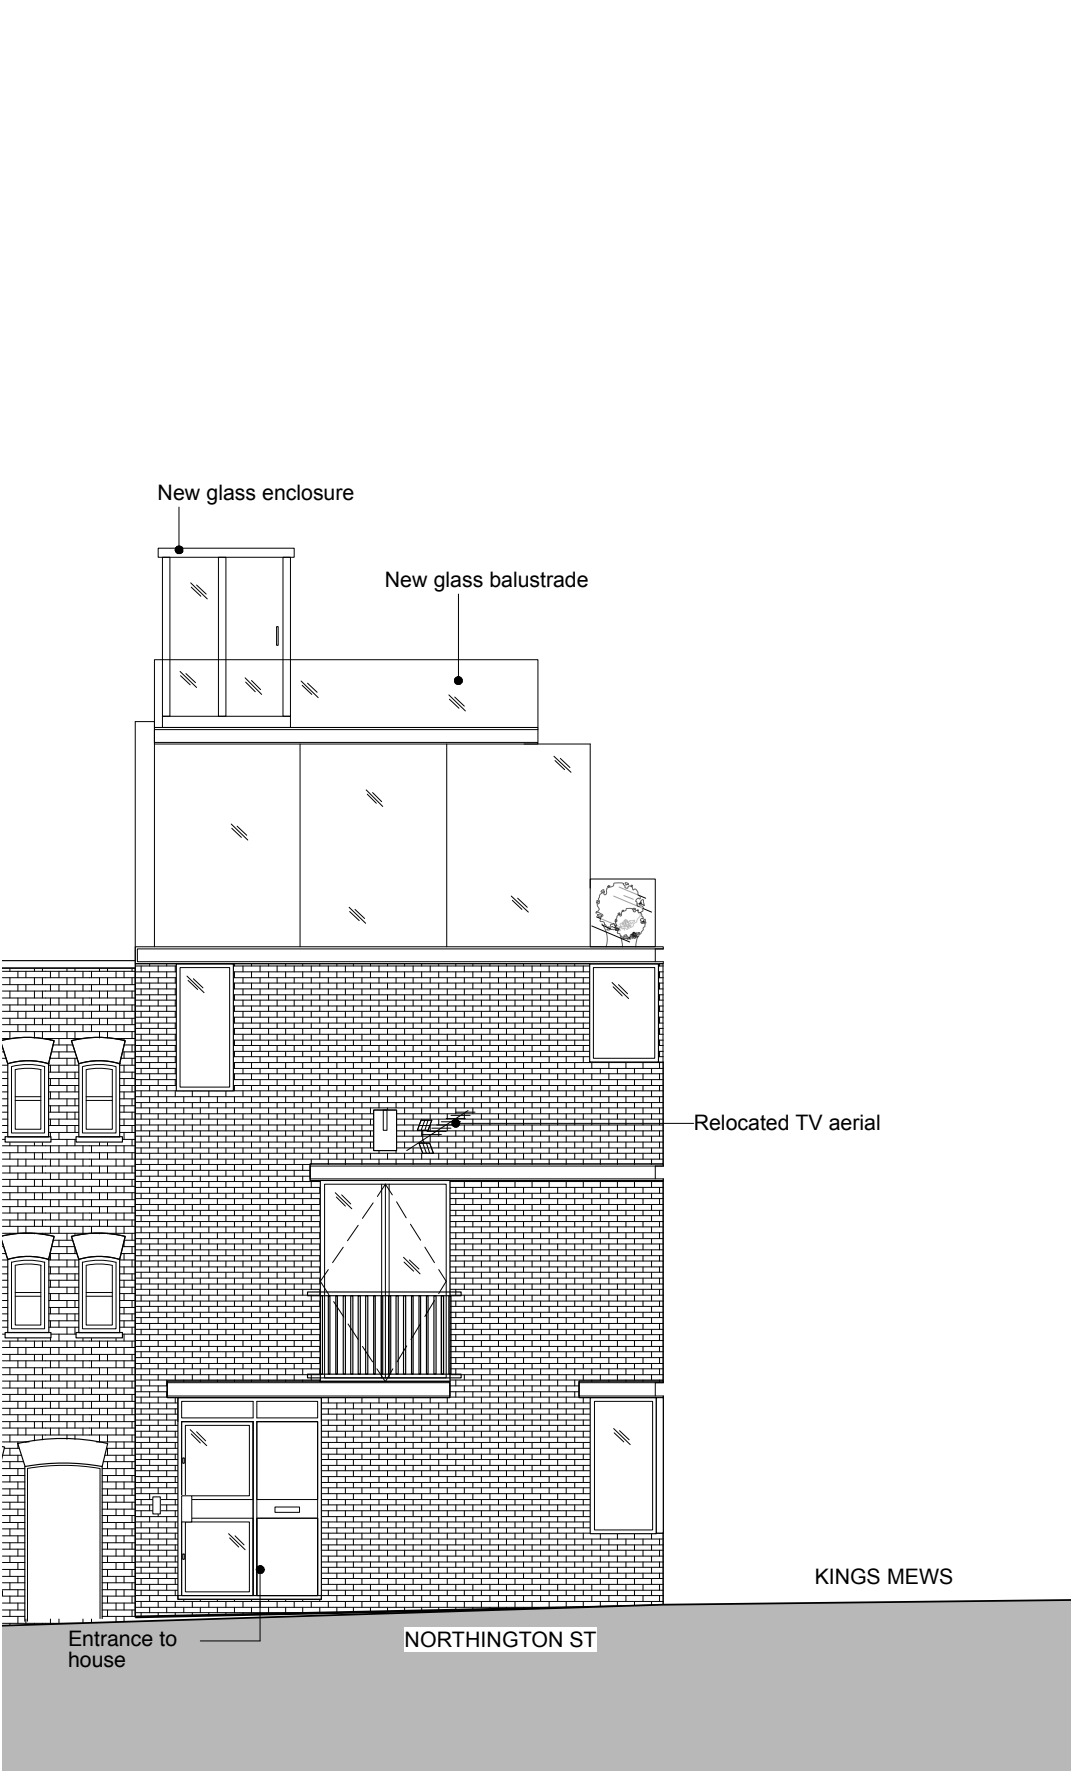 New glass enclosure
New glass balustrade
Relocated TV aerial
KINGS MEWS
Entrance to
house
NORTHINGTON ST